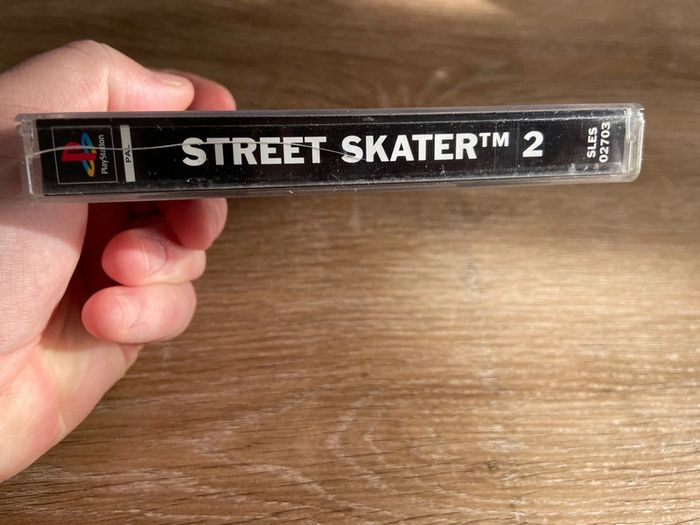 PlayStation
PAL
STREET SKATER™ 2
SLES
02703